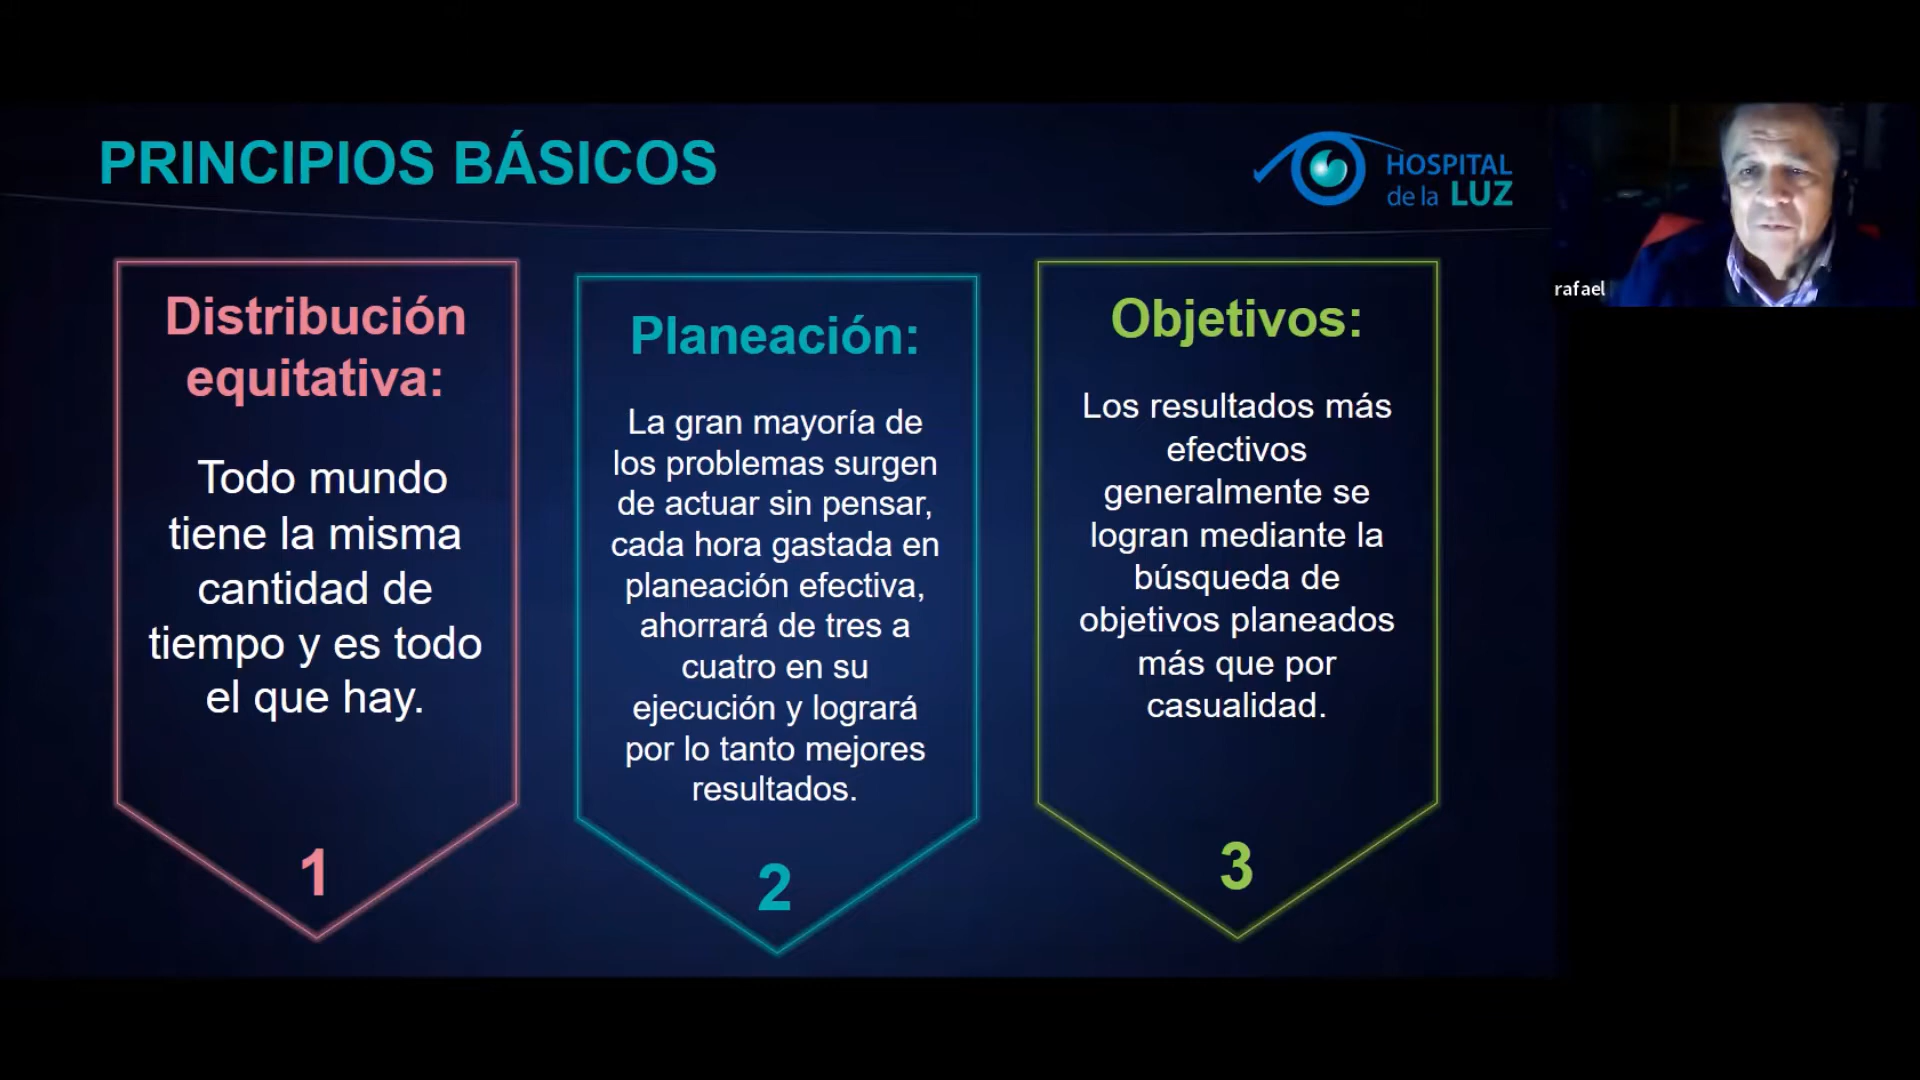 PRINCIPIOS BÁSICOS
HOSPITAL
de la LUZ
rafael
Distribución
equitativa:
Todo mundo
tiene la misma
cantidad de
tiempo y es todo
el que hay.
1
Planeación:
La gran mayoría de
los problemas surgen
de actuar sin pensar,
cada hora gastada en
planeación efectiva,
ahorrará de tres a
cuatro en su
ejecución y logrará
por lo tanto mejores
resultados.
2
Objetivos:
Los resultados más
efectivos
generalmente se
logran mediante la
búsqueda de
objetivos planeados
más que por
casualidad.
3